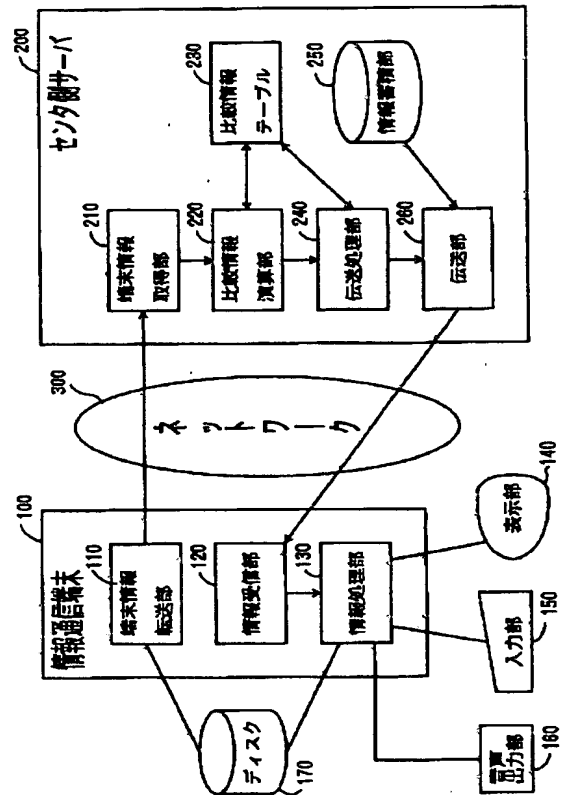 100
情報通信端末
110
端末情報
転送部
120
情報受信部
130
情報処理部
ディスク
170
音声
出力部
160
入力部
150
表示部
140
300
ネットワーク
200
センタ側サーバ
210
端末情報
取得部
220
比較情報
演算部
230
比較情報
テーブル
240
伝送処理部
250
情報蓄積部
260
伝送部